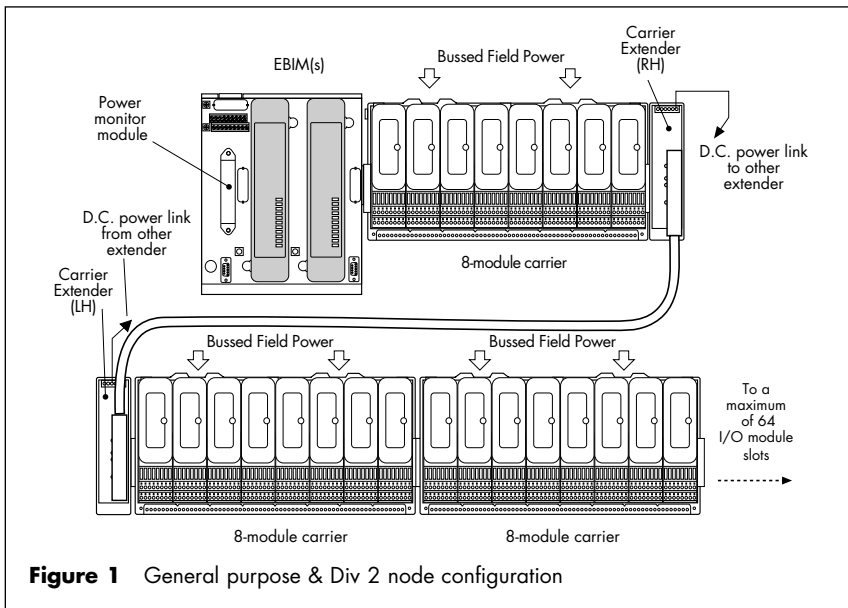 EBIM(s)
Bussed Field Power
Carrier
Extender
(RH)
Power
monitor
module
D.C. power link
to other
extender
D.C. power link
from other
extender
8-module carrier
Carrier
Extender
(LH)
Bussed Field Power
Bussed Field Power
To a
maximum
of 64
I/O module
slots
8-module carrier
8-module carrier
Figure 1 General purpose & Div 2 node configuration